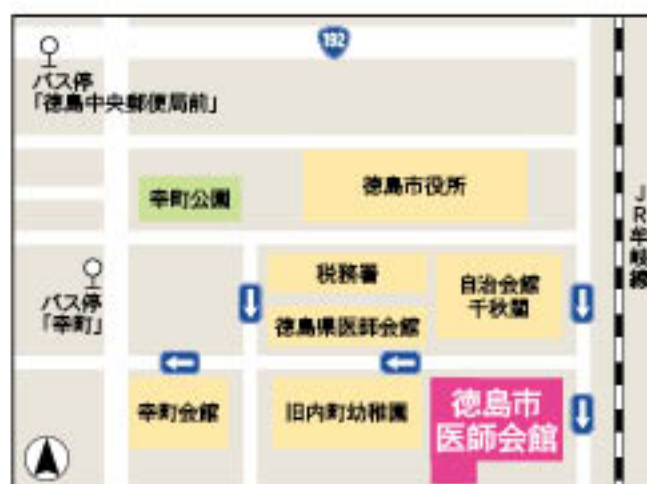 192
バス停
「徳島中央郵便局前」
幸町公園
徳島市役所
JR牟岐線
バス停
「幸町」
税務署
徳島県医師会館
自治会館
千秋閣
幸町会館
旧内町幼稚園
徳島市
医師会館